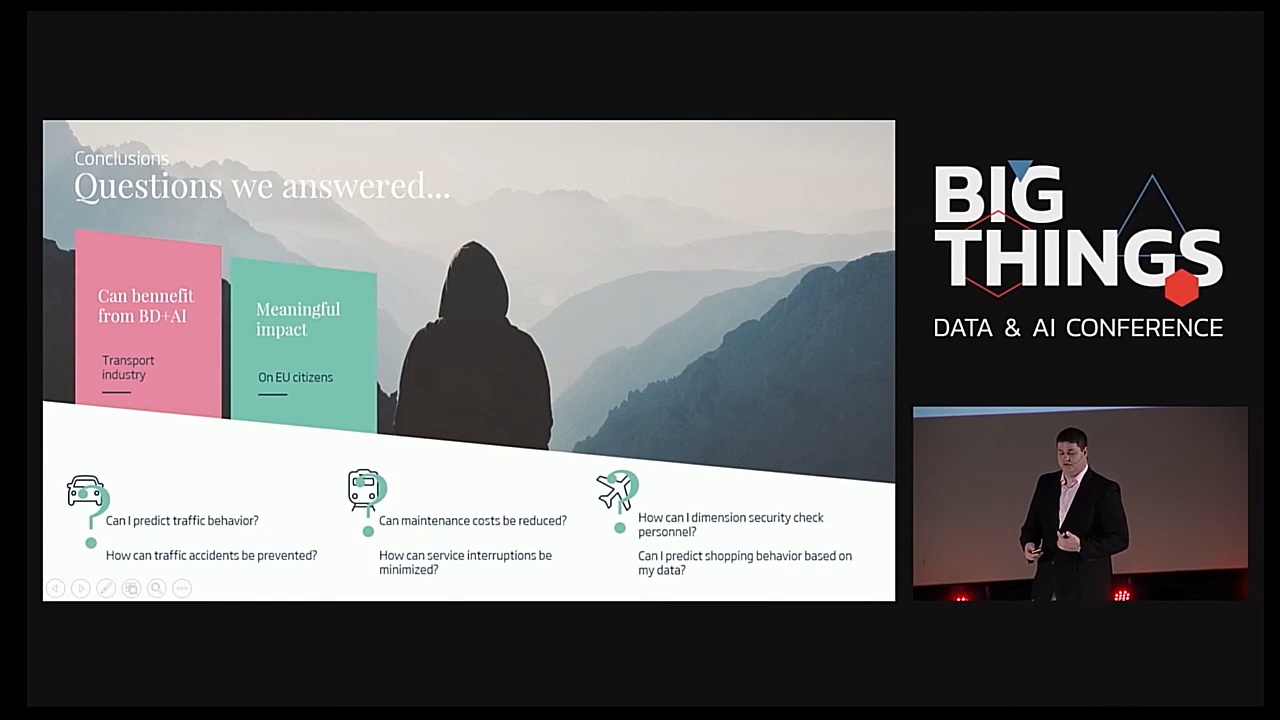 Conclusions
Questions we answered...
Can bennefit
from BD+AI
Transport
industry
Meaningful
impact
On EU citizens
Can I predict traffic behavior?
How can traffic accidents be prevented?
Can maintenance costs be reduced?
How can service interruptions be
minimized?
How can I dimension security check
personnel?
Can I predict shopping behavior based on
my data?
BIG
THINGS
DATA & AI CONFERENCE